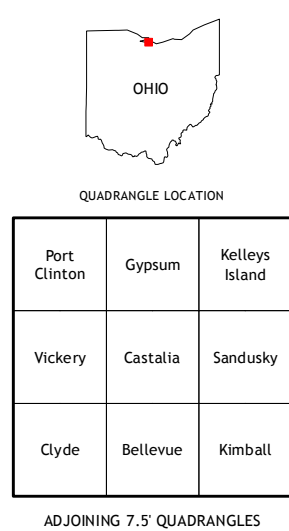 OHIO
QUADRANGLE LOCATION
Port
Clinton
Gypsum
Kelleys
Island
Vickery
Castalia
Sandusky
Clyde
Bellevue
Kimball
ADJOINING 7.5' QUADRANGLES